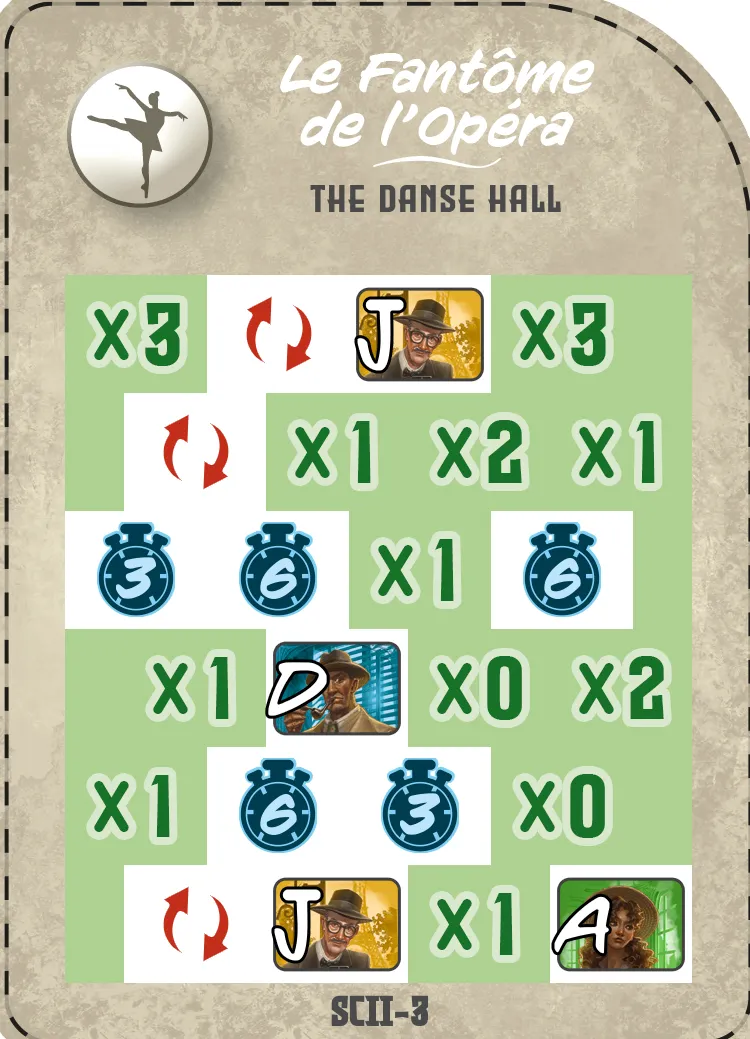 Le Fantôme
de l'Opéra
THE DANSE HALL
X3 J X3
X1 X2 X1
3 6 X1 6
X1 D X0 X2
X1 6 3 X0
J X1 A
SCII-3